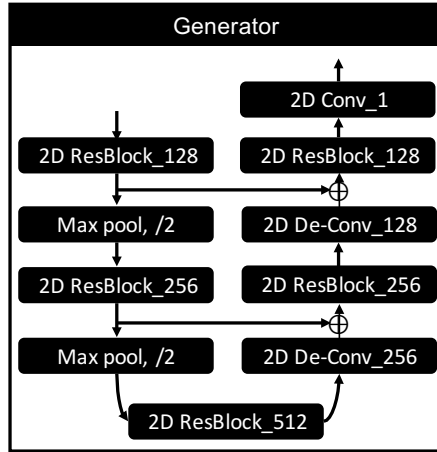 Generator
2D ResBlock_128
Max pool, /2
2D ResBlock_256
Max pool, /2
2D ResBlock_512
2D De-Conv_256
2D ResBlock_256
2D De-Conv_128
2D ResBlock_128
2D Conv_1